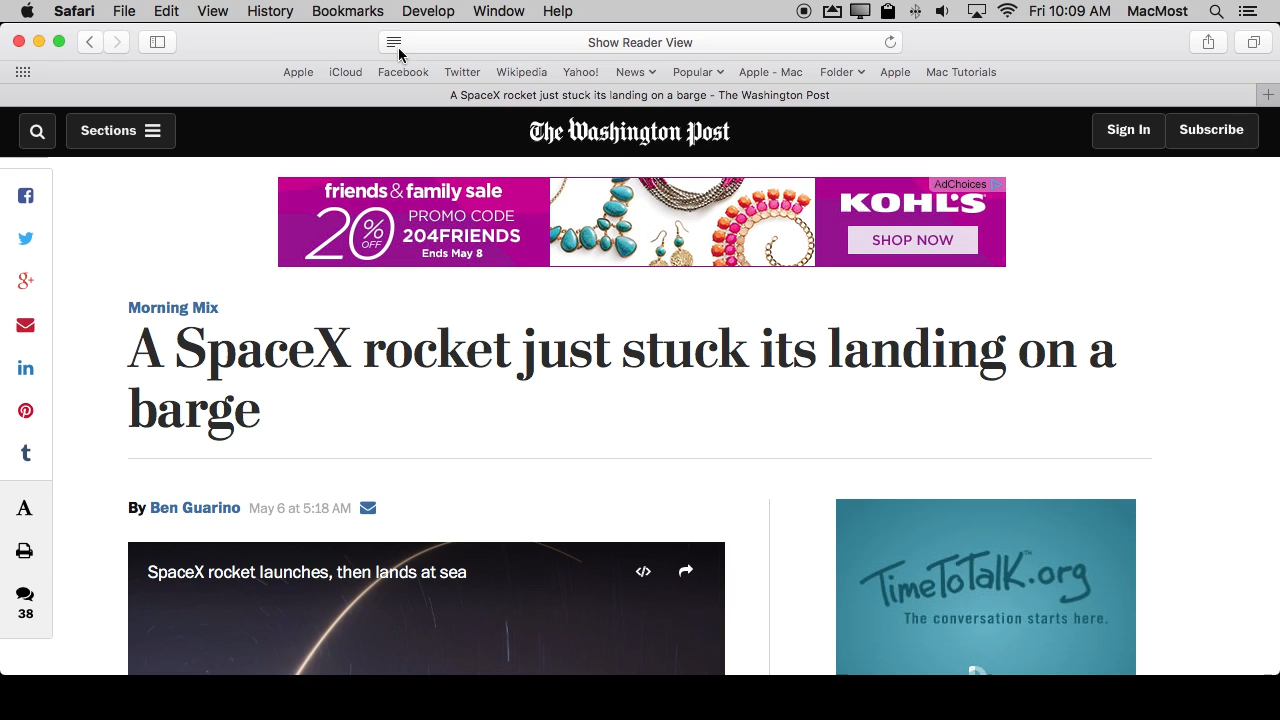 Safari File Edit View History Bookmarks Develop Window Help Fri 10:09 AM MacMost
Show Reader View
Apple iCloud Facebook Twitter Wikipedia Yahoo! News Popular Apple - Mac Folder Apple Mac Tutorials
A SpaceX rocket just stuck its landing on a barge - The Washington Post
Sections The Washington Post Sign In Subscribe
AdChoices
friends & family sale
20% OFF
PROMO CODE
204FRIENDS
Ends May 8
KOHL'S
SHOP NOW
Morning Mix
A SpaceX rocket just stuck its landing on a
barge
By Ben Guarino May 6 at 5:18 AM
SpaceX rocket launches, then lands at sea
TimeToTalk.org™
The conversation starts here.
g+
in
t
A
38